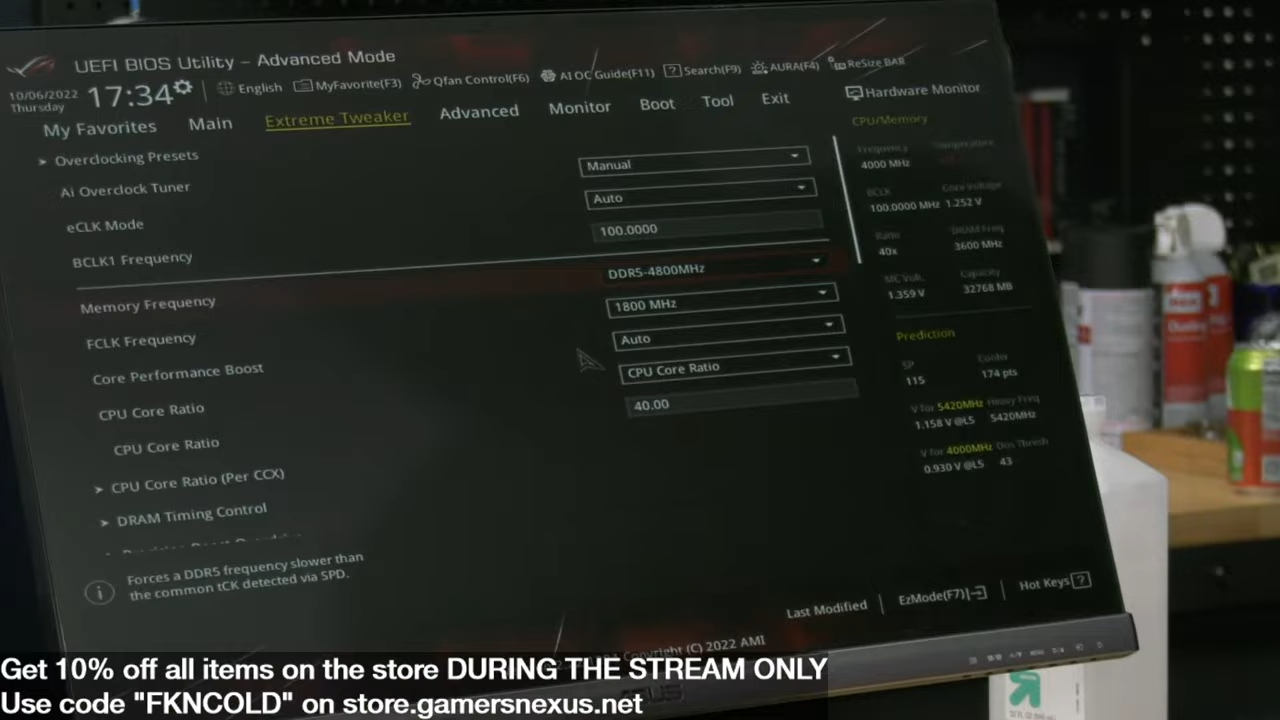 UEFI BIOS Utility – Advanced Mode
10/06/2022
Thursday
17:34
English
MyFavorite(F3)
Qfan Control(F6)
AI OC Guide(F11)
Search(F9)
AURA(F4)
ReSize BAR
My Favorites
Main
Extreme Tweaker
Advanced
Monitor
Boot
Tool
Exit
Overclocking Presets
Ai Overclock Tuner
Manual
eCLK Mode
Auto
BCLK1 Frequency
100.0000
Memory Frequency
DDR5-4800MHz
FCLK Frequency
1800 MHz
Core Performance Boost
Auto
CPU Core Ratio
CPU Core Ratio
CPU Core Ratio
40.00
CPU Core Ratio (Per CCX)
DRAM Timing Control
Forces a DDR5 frequency slower than
the common tCK detected via SPD.
Hardware Monitor
CPU/Memory
Frequency Temperature
4000 MHz
BCLK Core Voltage
100.0000 MHz 1.252 V
Ratio DRAM Freq.
40x 3600 MHz
MC Volt. Capacity
1.359 V 32768 MB
Prediction
SP Cooler
115 174 pts
V for 5420MHz Heavy Freq
1.158 V @L5 5420MHz
V for 4000MHz Dos Thresh
0.930 V @L5 43
Last Modified
EzMode(F7)
Hot Keys ?
Copyright (C) 2022 AMI
ASUS
Get 10% off all items on the store DURING THE STREAM ONLY
Use code "FKNCOLD" on store.gamersnexus.net